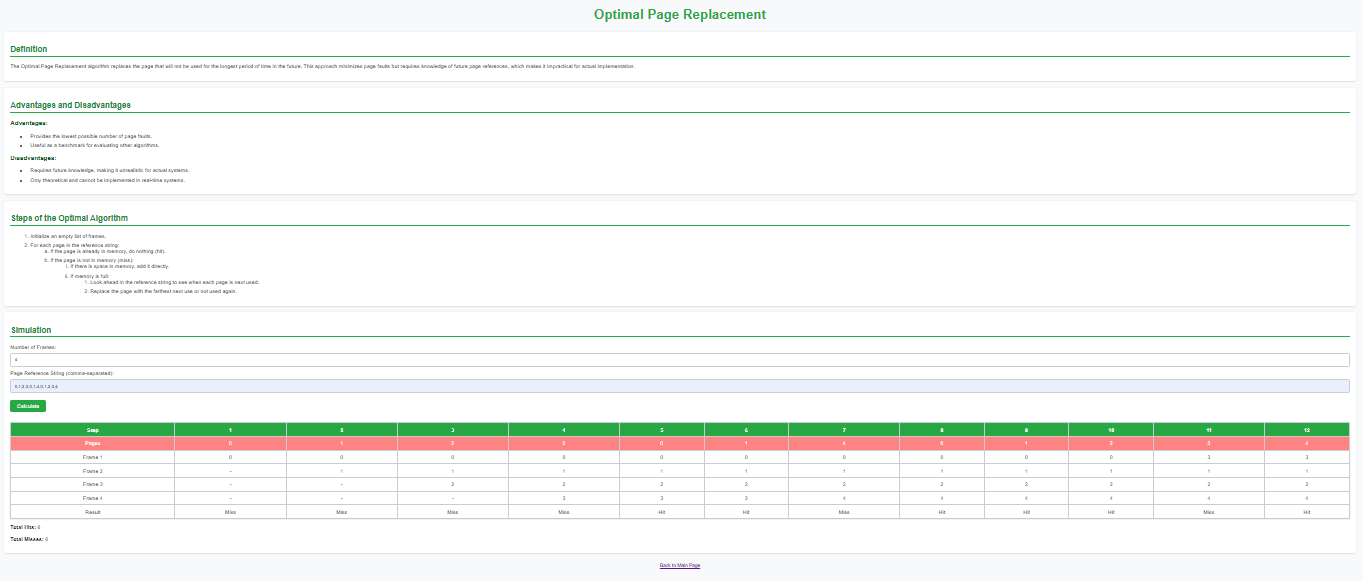 Optimal Page Replacement
Definition
The Optimal Page Replacement algorithm replaces the page that will not be used for the longest period of time in the future. This approach minimizes page faults but requires knowledge of future page references, which makes it impractical for actual implementation.
Advantages and Disadvantages
Advantages:
• Provides the lowest possible number of page faults.
• Useful as a benchmark for evaluating other algorithms.
Disadvantages:
• Requires future knowledge, making it unrealistic for actual systems.
• Only theoretical and cannot be implemented in real-time systems.
Steps of the Optimal Algorithm
1. Initialize an empty list of frames.
2. For each page in the reference string:
a. If the page is already in memory, do nothing (hit).
b. If the page is not in memory (miss):
i. If there is space in memory, add it directly.
ii. If memory is full:
1. Look ahead in the reference string to see when each page is next used.
2. Replace the page with the farthest next use or not used again.
Simulation
Number of Frames:
4
Page Reference String (comma-separated):
0,1,2,3,0,1,4,0,1,2,3,4
Calculate
Step 1 2 3 4 5 6 7 8 9 10 11 12
Pages 0 1 2 3 0 1 4 0 1 2 3 4
Frame 1 0 0 0 0 0 0 0 0 0 0 3 3
Frame 2 - 1 1 1 1 1 1 1 1 1 1 1
Frame 3 - - 2 2 2 2 2 2 2 2 2 2
Frame 4 - - - 3 3 3 4 4 4 4 4 4
Result Miss Miss Miss Miss Hit Hit Miss Hit Hit Hit Miss Hit
Total Hits: 6
Total Misses: 6
Back to Main Page